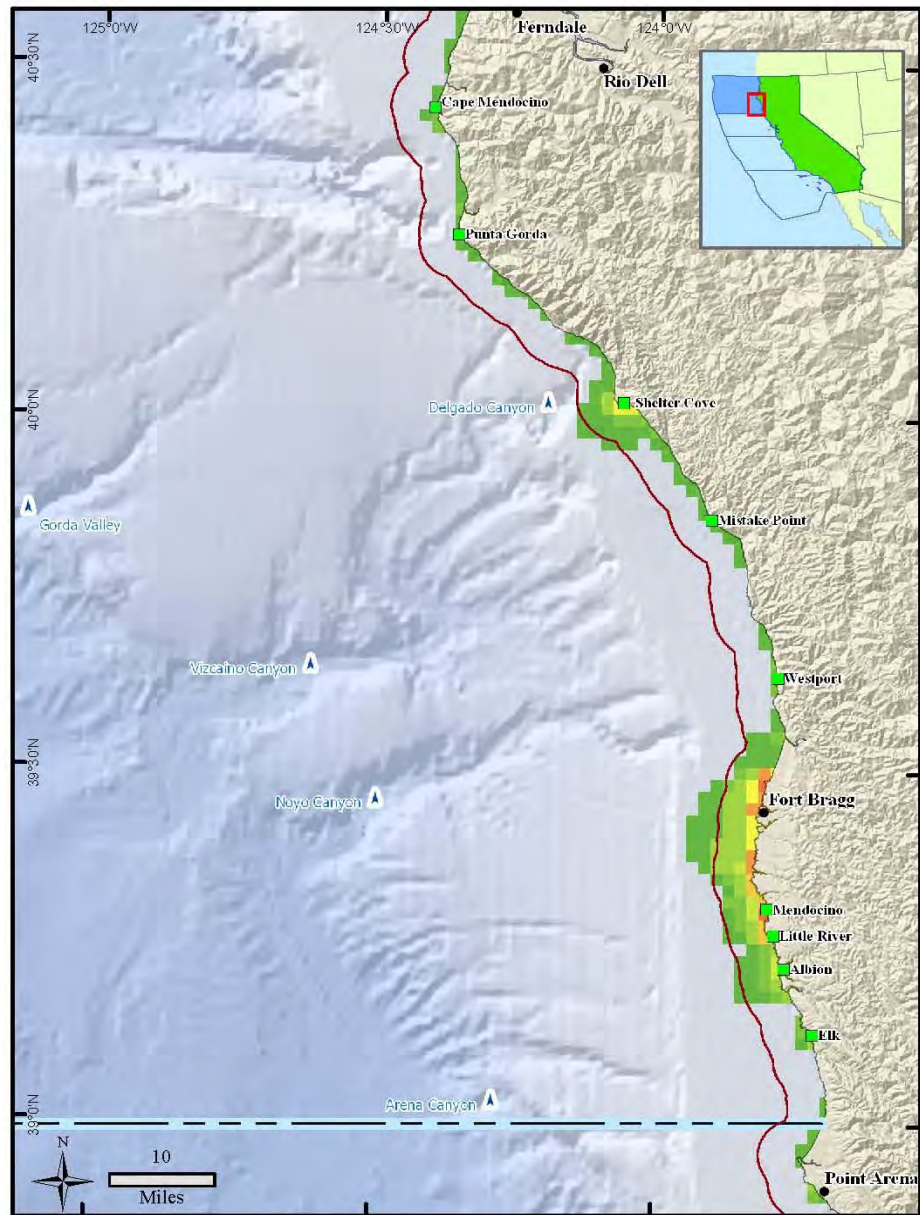 125°0'W
124°30'W
124°0'W
Ferndale
40°30'N
Rio Dell
Cape Mendocino
Punta Gorda
40°0'N
Delgado Canyon
Shelter Cove
Gorda Valley
Mistake Point
Vizcaino Canyon
Westport
39°30'N
Noyo Canyon
Fort Bragg
Mendocino
Little River
Albion
Elk
Arena Canyon
39°0'N
N
10
Miles
Point Arena